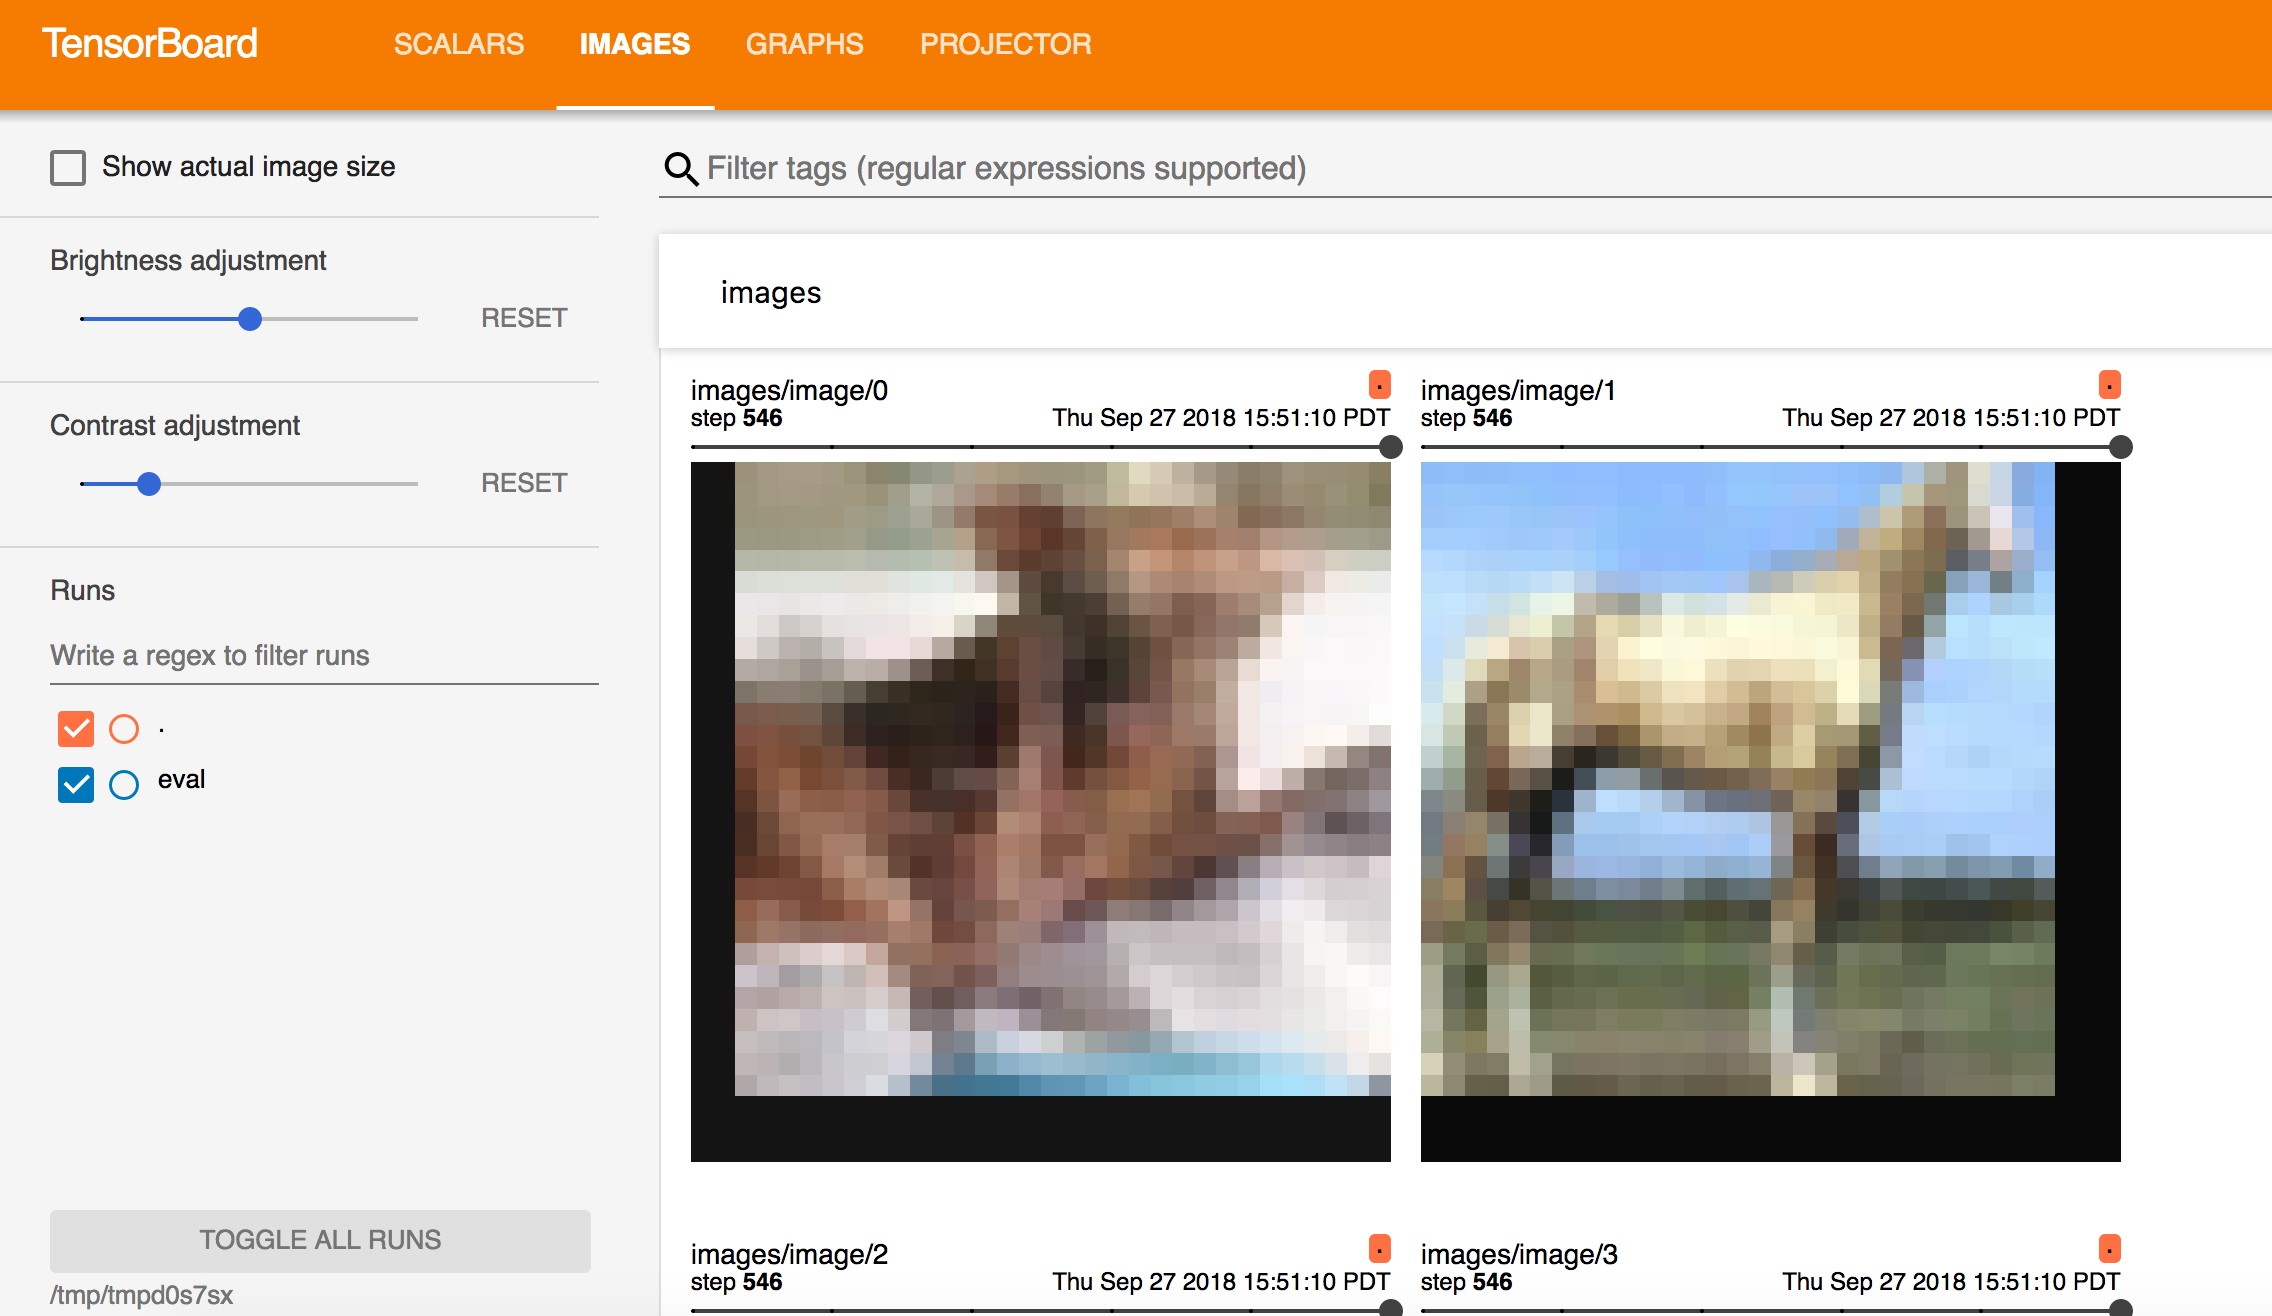 TensorBoard SCALARS IMAGES GRAPHS PROJECTOR
Show actual image size
Brightness adjustment
RESET
Contrast adjustment
RESET
Runs
Write a regex to filter runs
.
eval
TOGGLE ALL RUNS
/tmp/tmpd0s7sx
Filter tags (regular expressions supported)
images
images/image/0 .
step 546 Thu Sep 27 2018 15:51:10 PDT
images/image/1 .
step 546 Thu Sep 27 2018 15:51:10 PDT
images/image/2 .
step 546 Thu Sep 27 2018 15:51:10 PDT
images/image/3 .
step 546 Thu Sep 27 2018 15:51:10 PDT